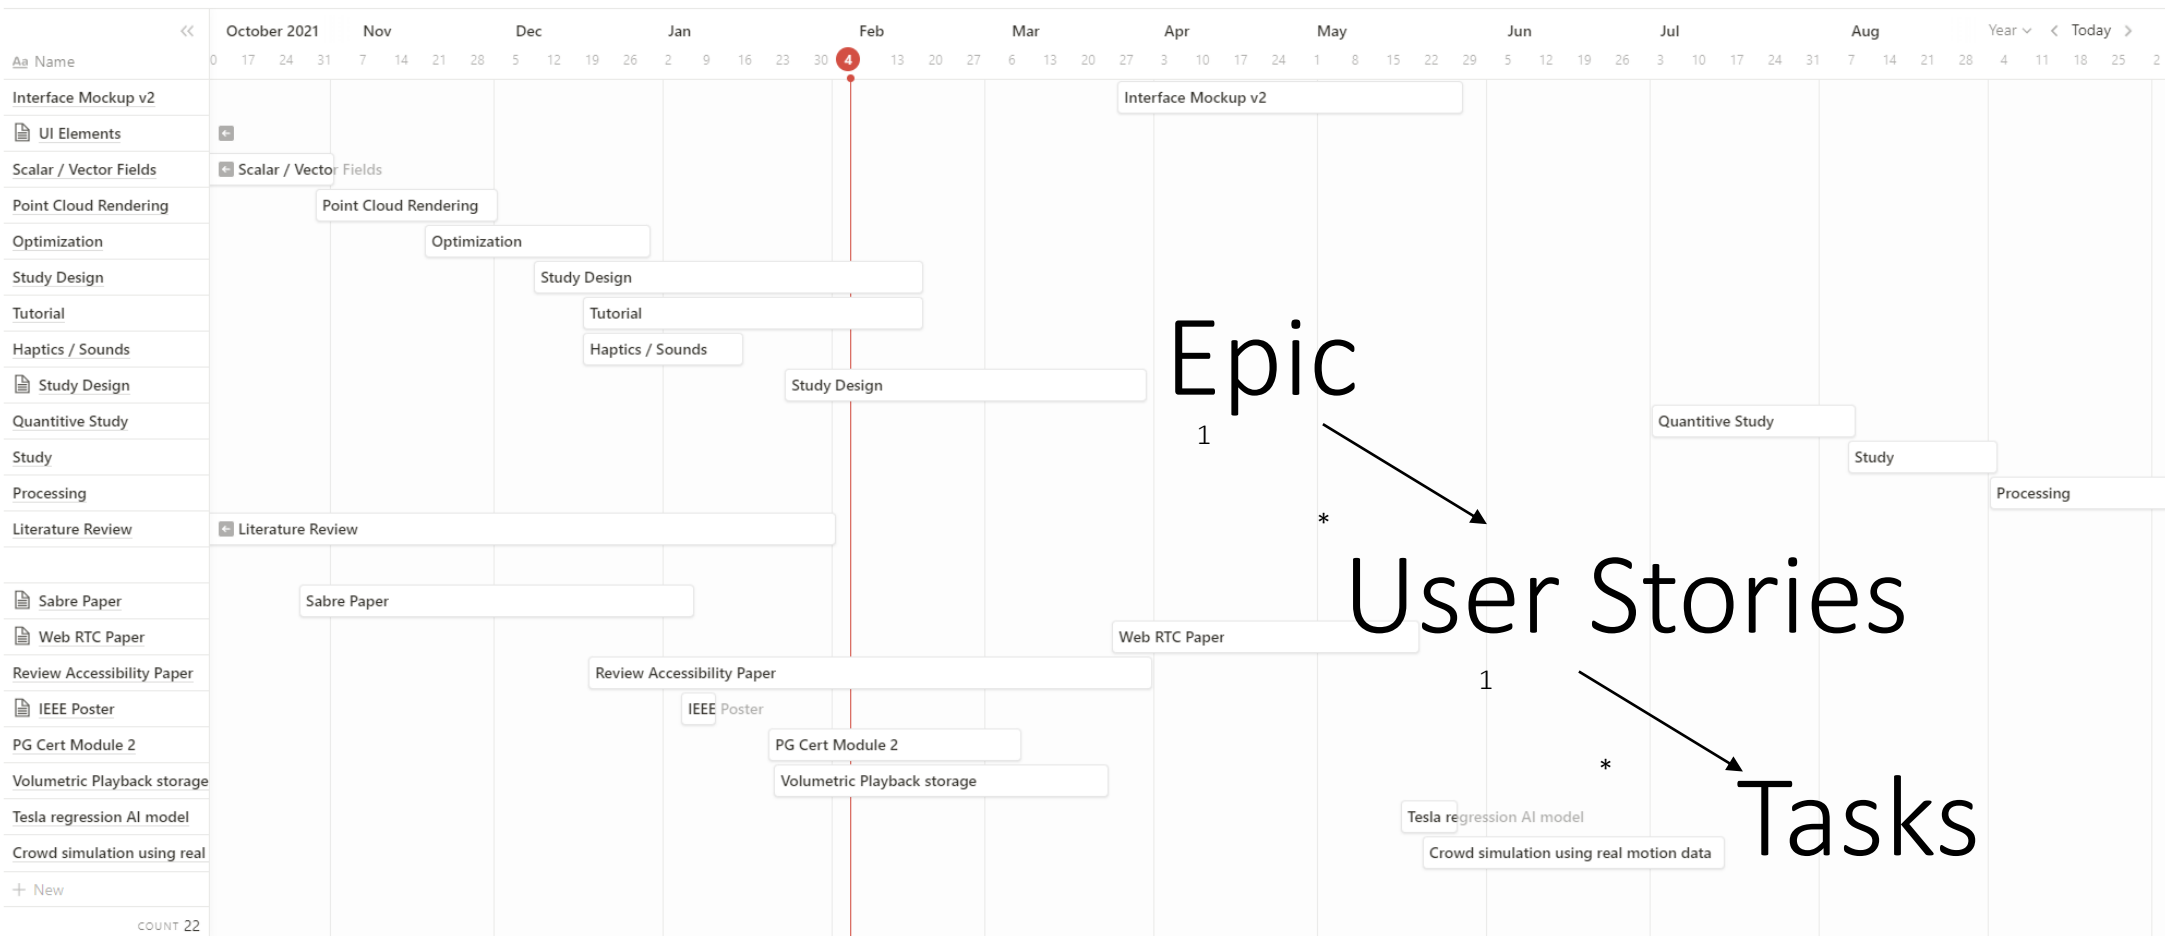 October 2021 Nov Dec Jan Feb Mar Apr May Jun Jul Aug Year Today
Aa Name 0 17 24 31 7 14 21 28 5 12 19 26 2 9 16 23 30 4 13 20 27 6 13 20 27 3 10 17 24 1 8 15 22 29 5 12 19 26 3 10 17 24 31 7 14 21 28 4 11 18 25 2
Interface Mockup v2 Interface Mockup v2
UI Elements
Scalar / Vector Fields Scalar / Vector Fields
Point Cloud Rendering Point Cloud Rendering
Optimization Optimization
Study Design Study Design
Tutorial Tutorial
Haptics / Sounds Haptics / Sounds
Epic
Study Design Study Design
Quantitive Study Quantitive Study
1
Study Study
Processing Processing
*
Literature Review Literature Review
User Stories
Sabre Paper Sabre Paper
Web RTC Paper Web RTC Paper
Review Accessibility Paper Review Accessibility Paper
1
IEEE Poster IEEE Poster
PG Cert Module 2 PG Cert Module 2
*
Volumetric Playback storage Volumetric Playback storage
Tasks
Tesla regression AI model Tesla regression AI model
Crowd simulation using real Crowd simulation using real motion data
+ New
COUNT 22